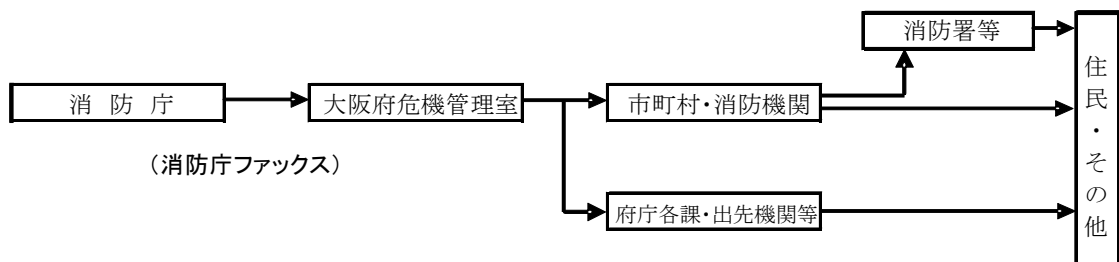 消防署等
消 防 庁
大阪府危機管理室
市町村・消防機関
(消防庁ファックス)
府庁各課・出先機関等
住民・その他